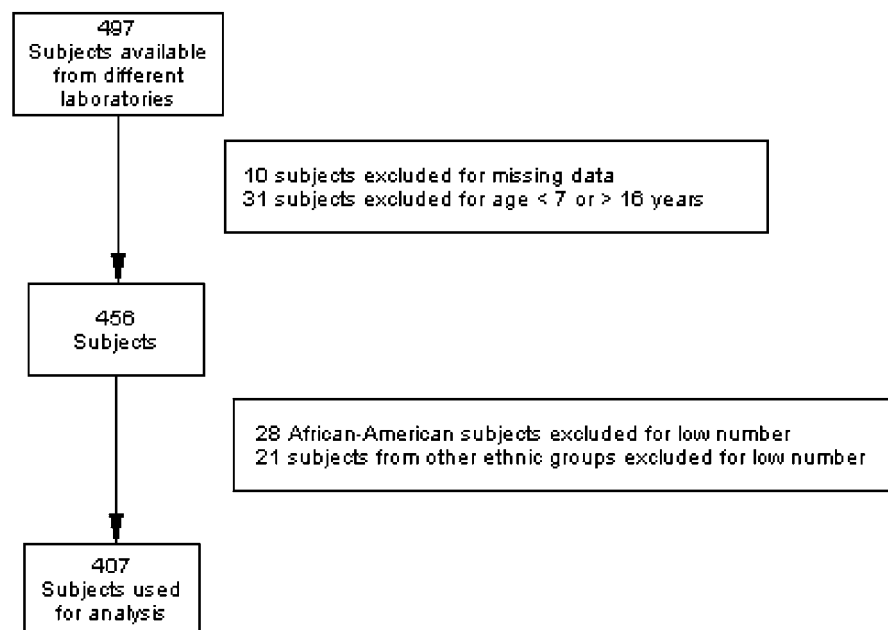 497
Subjects available
from different
laboratories
10 subjects excluded for missing data
31 subjects excluded for age < 7 or > 16 years
456
Subjects
28 African-American subjects excluded for low number
21 subjects from other ethnic groups excluded for low number
407
Subjects used
for analysis